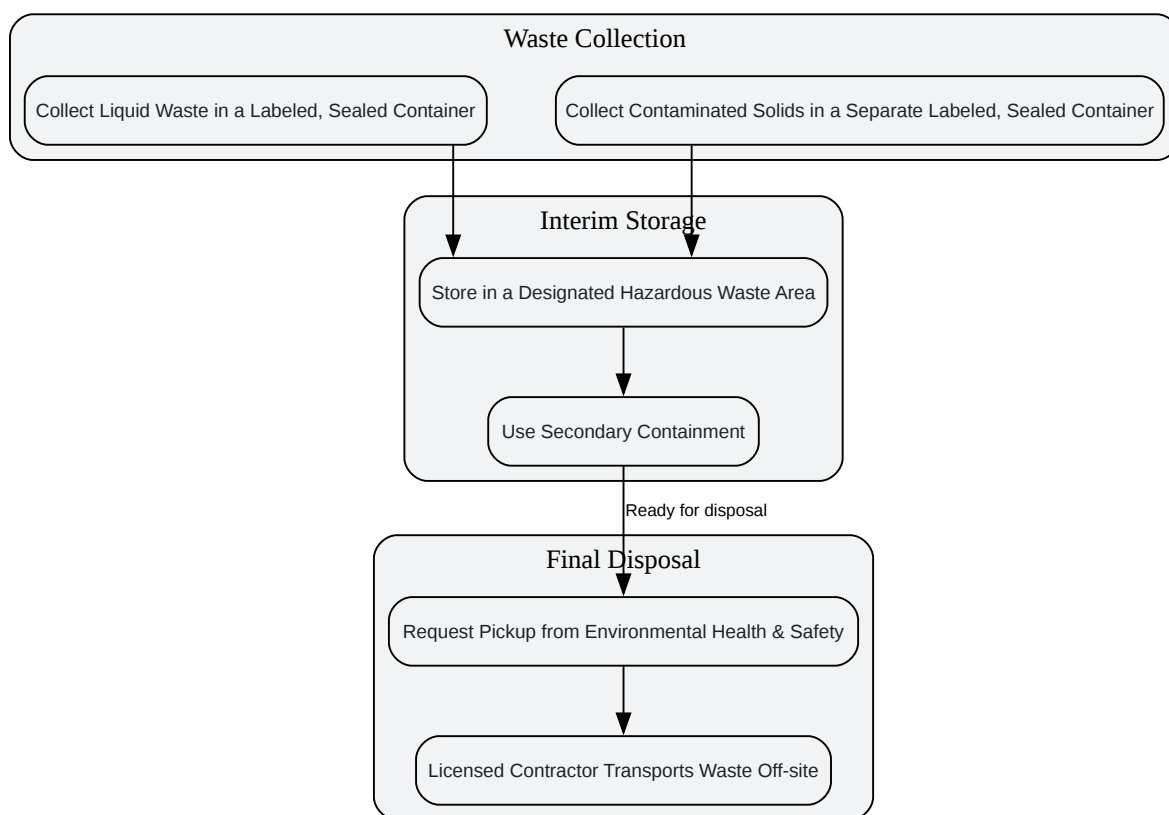 Waste Collection
Collect Liquid Waste in a Labeled, Sealed Container
Collect Contaminated Solids in a Separate Labeled, Sealed Container
Interim Storage
Store in a Designated Hazardous Waste Area
Use Secondary Containment
Ready for disposal
Final Disposal
Request Pickup from Environmental Health & Safety
Licensed Contractor Transports Waste Off-site